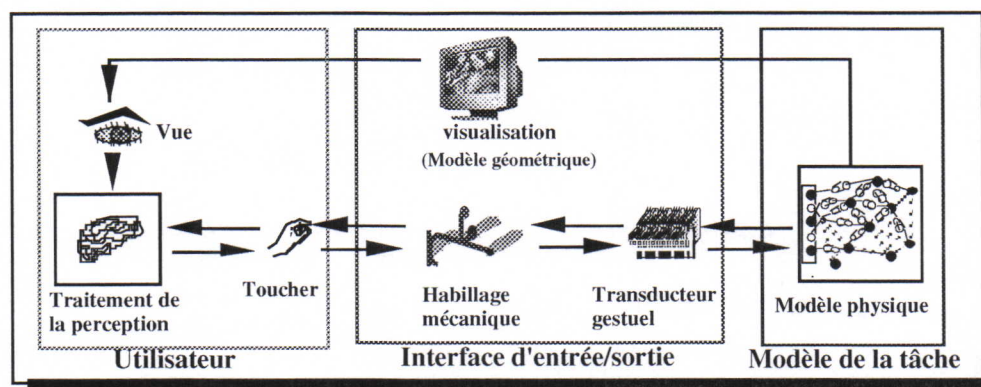 Vue
visualisation
(Modèle géométrique)
Traitement de
la perception
Toucher
Habillage
mécanique
Transducteur
gestuel
Modèle physique
Utilisateur
Interface d'entrée/sortie
Modèle de la tâche